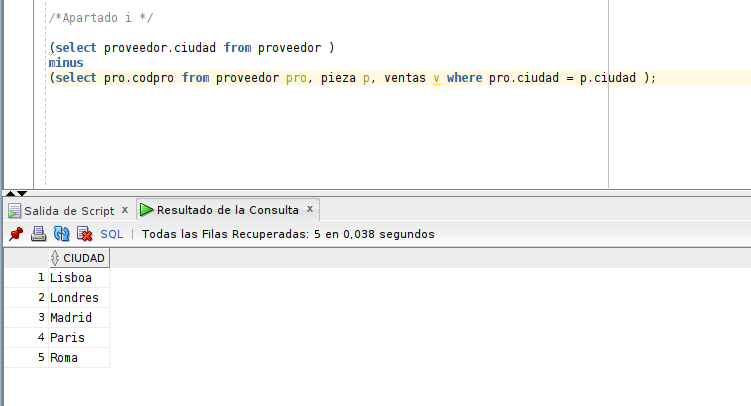 /*Apartado i */
(select proveedor.ciudad from proveedor )
minus
(select pro.codpro from proveedor pro, pieza p, ventas v where pro.ciudad = p.ciudad );
Salida de Script x Resultado de la Consulta x
SQL | Todas las Filas Recuperadas: 5 en 0,038 segundos
CIUDAD
1 Lisboa
2 Londres
3 Madrid
4 Paris
5 Roma